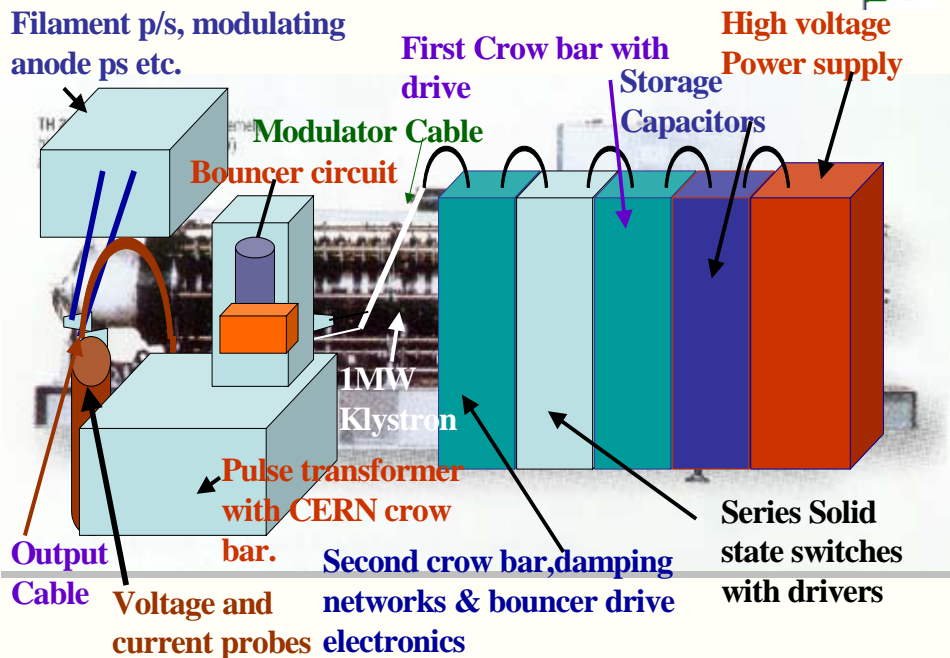 Filament p/s, modulating
anode ps etc.
First Crow bar with
drive
High voltage
Power supply
Storage
Capacitors
TH 2
Modulator Cable
Bouncer circuit
1MW
Klystron
Pulse transformer
with CERN crow
bar.
Output
Cable
Voltage and
current probes
Second crow bar,damping
networks & bouncer drive
electronics
Series Solid
state switches
with drivers